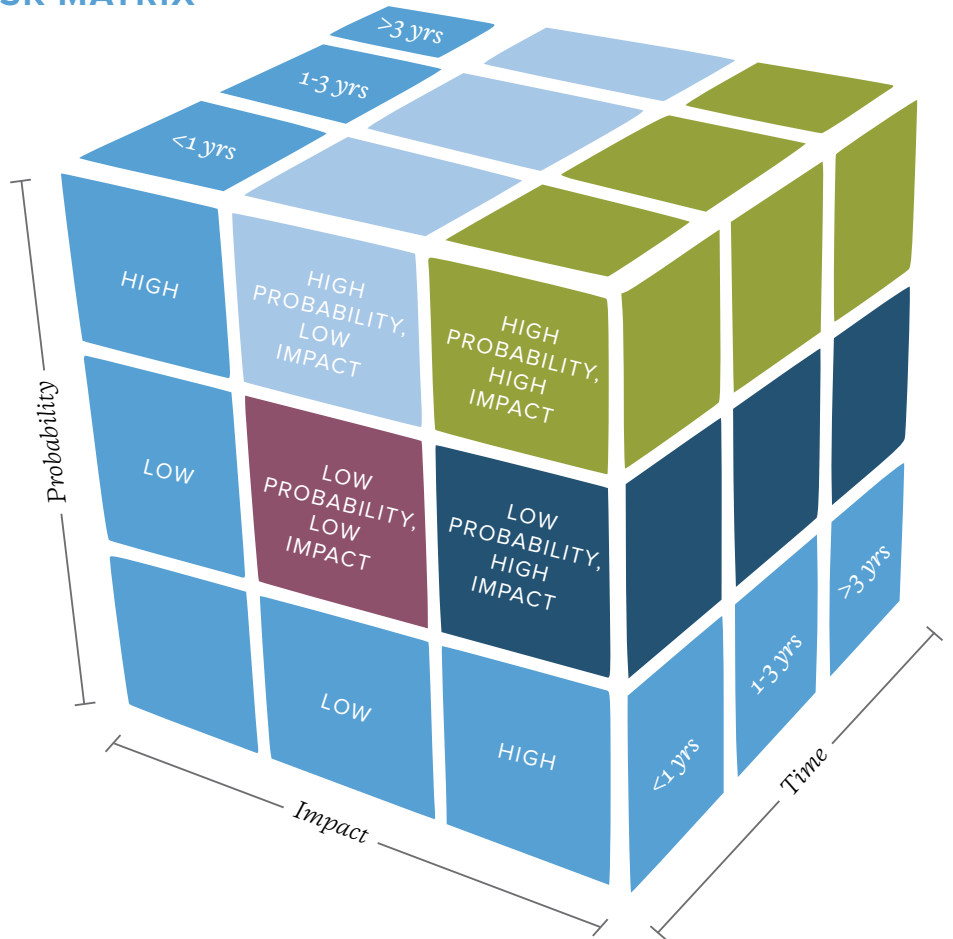 MATRIX
>3 yrs
1-3 yrs
<1 yrs
HIGH
HIGH
PROBABILITY,
LOW
IMPACT
HIGH
PROBABILITY,
HIGH
IMPACT
Probability
LOW
LOW
PROBABILITY,
LOW
IMPACT
LOW
PROBABILITY,
HIGH
IMPACT
LOW
HIGH
<1 yrs
1-3 yrs
>3 yrs
Impact
Time